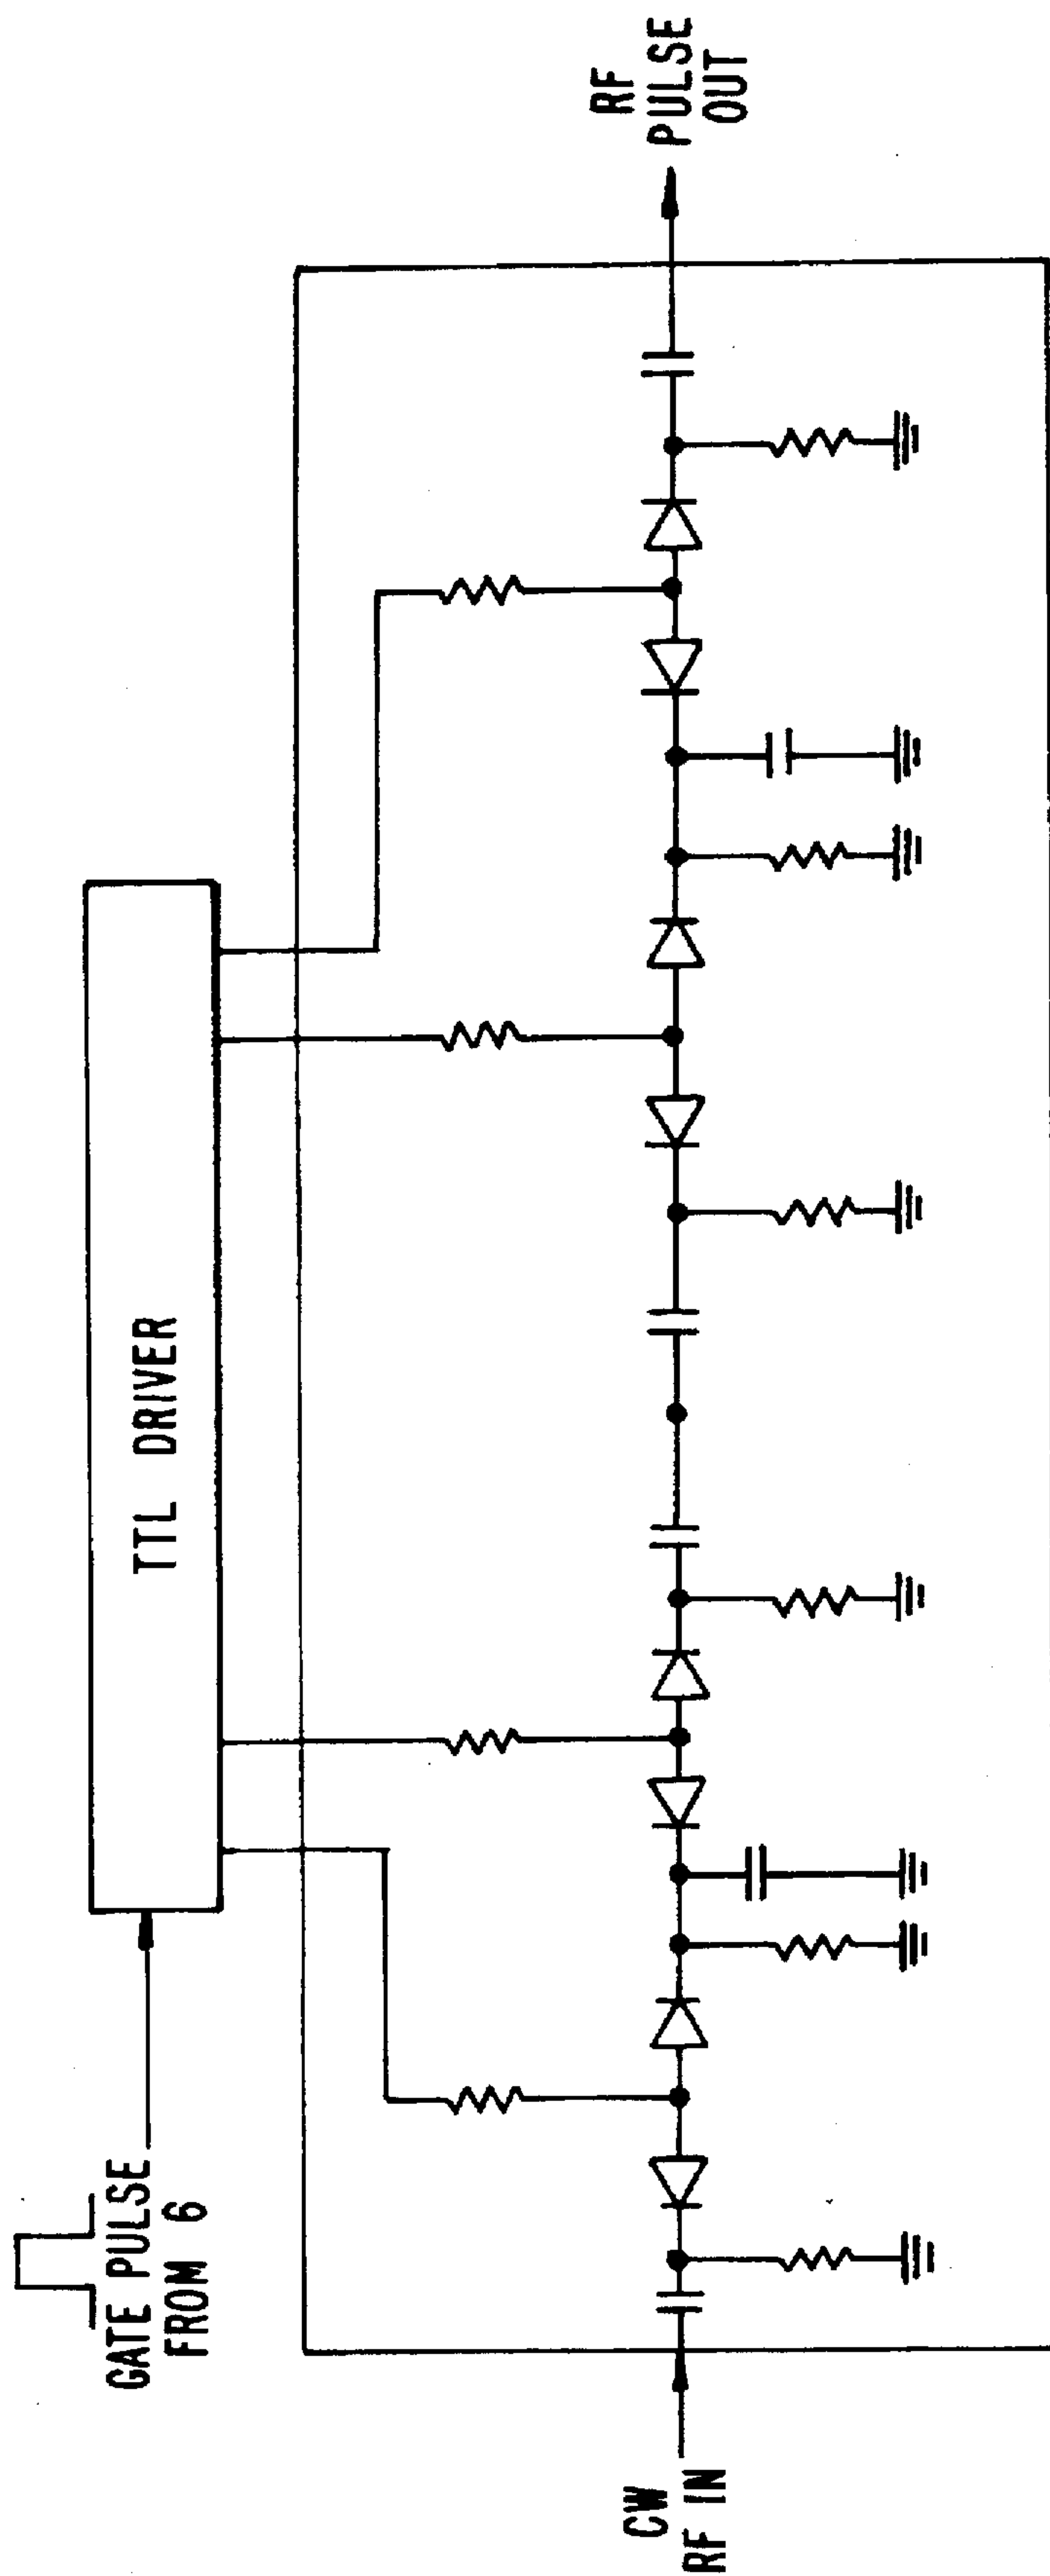 GATE PULSE
FROM 6
TTL DRIVER
CW
RF IN
RF
PULSE
OUT